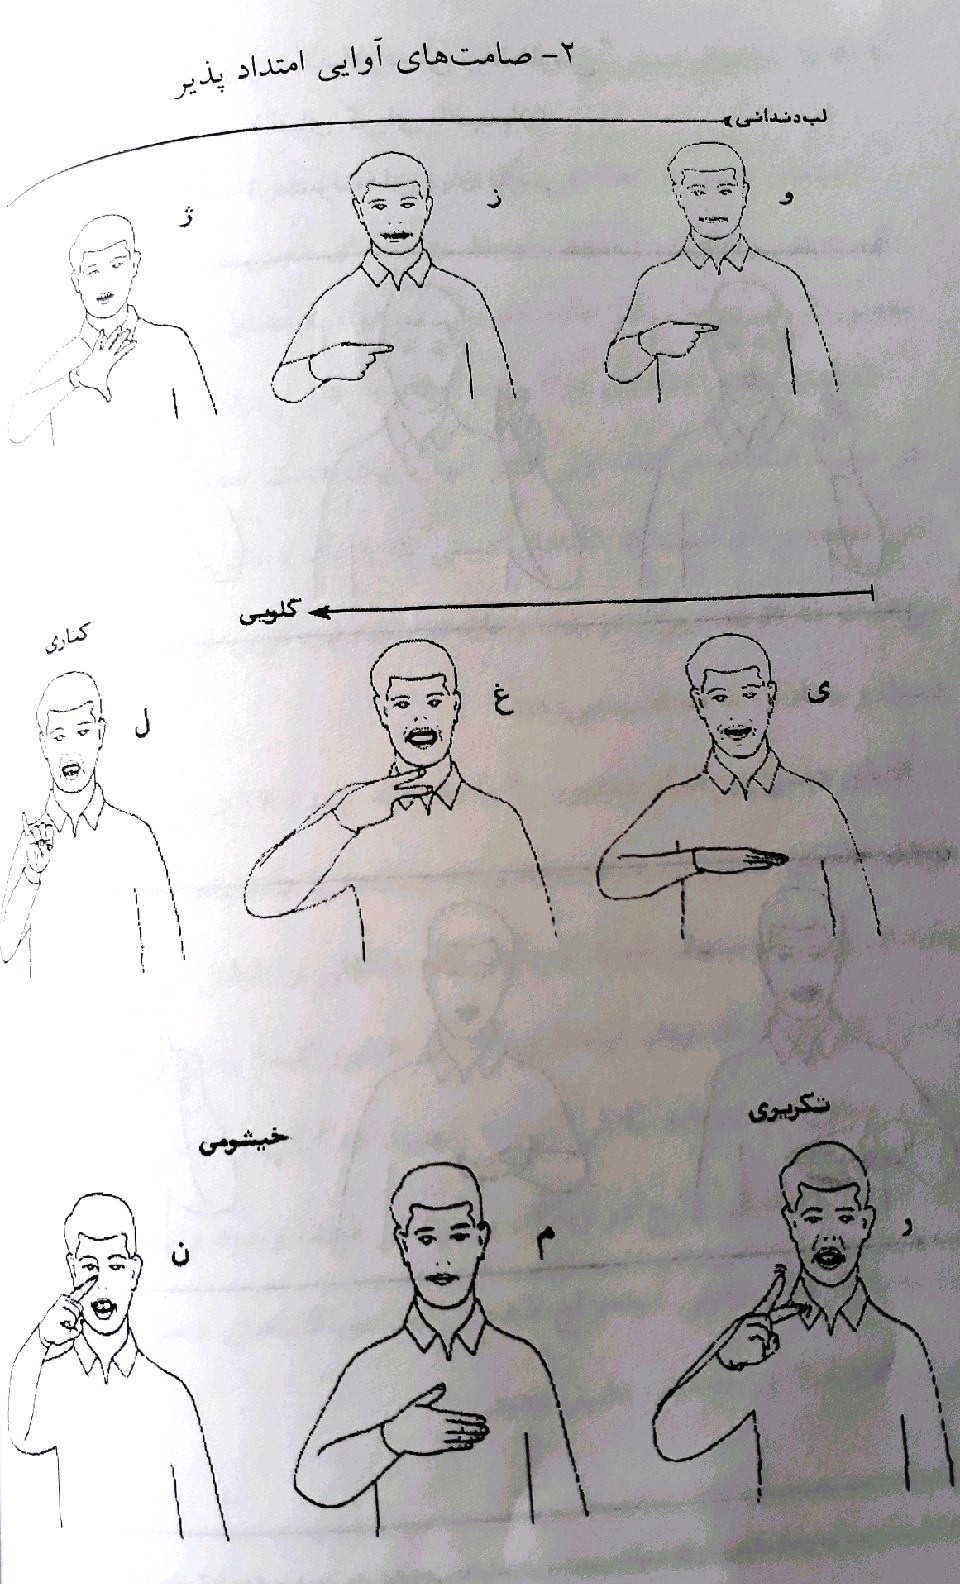 ۲- صامت‌های آوایی امتداد پذیر
لب‌دندانی
و
ز
ژ
گلویی
ی
غ
کناری
ل
تکریری
ر
خیشومی
م
ن